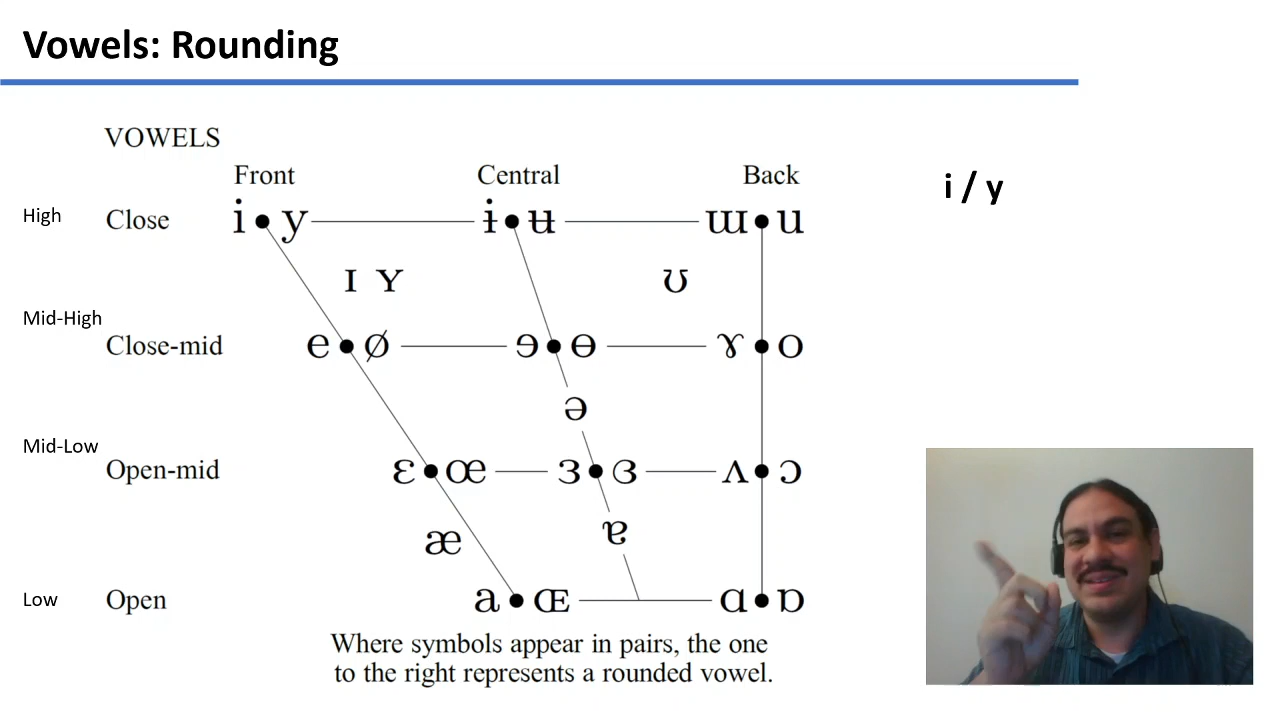 Vowels: Rounding
VOWELS
Front Central Back
i / y
High Close i y ɨ ʉ ɯ u
ɪ ʏ ʊ
Mid-High
Close-mid e ø ɘ ɵ ɤ o
ə
Mid-Low
Open-mid ɛ œ ɜ ɞ ʌ ɔ
æ ɐ
Low Open a ɶ ɑ ɒ
Where symbols appear in pairs, the one
to the right represents a rounded vowel.